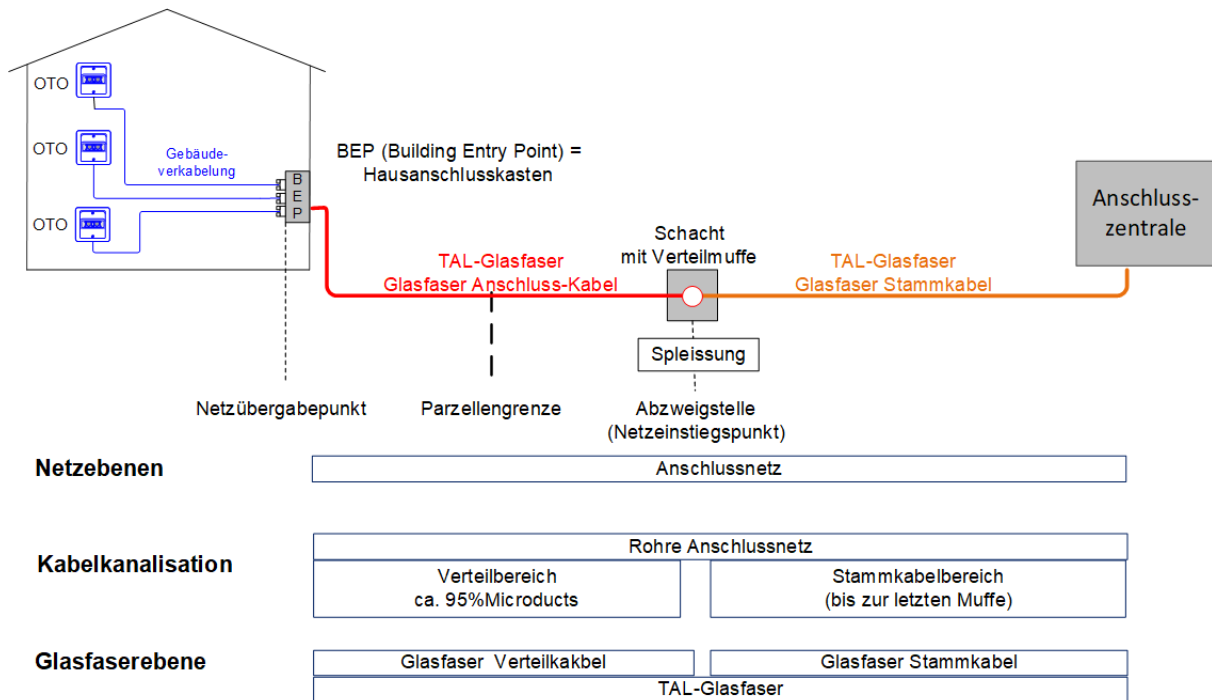 OTO
OTO
OTO
Gebäude-
verkabelung
B
E
P
BEP (Building Entry Point) =
Hausanschlusskasten
TAL-Glasfaser
Glasfaser Anschluss-Kabel
Schacht
mit Verteilmuffe
TAL-Glasfaser
Glasfaser Stammkabel
Anschluss-
zentrale
Spleissung
Netzübergabepunkt
Parzellengrenze
Abzweigstelle
(Netzeinstiegspunkt)
Netzebenen
Anschlussnetz
Kabelkanalisation
Rohre Anschlussnetz
Verteilbereich
ca. 95%Microducts
Stammkabelbereich
(bis zur letzten Muffe)
Glasfaserebene
Glasfaser Verteilkakbel
Glasfaser Stammkabel
TAL-Glasfaser